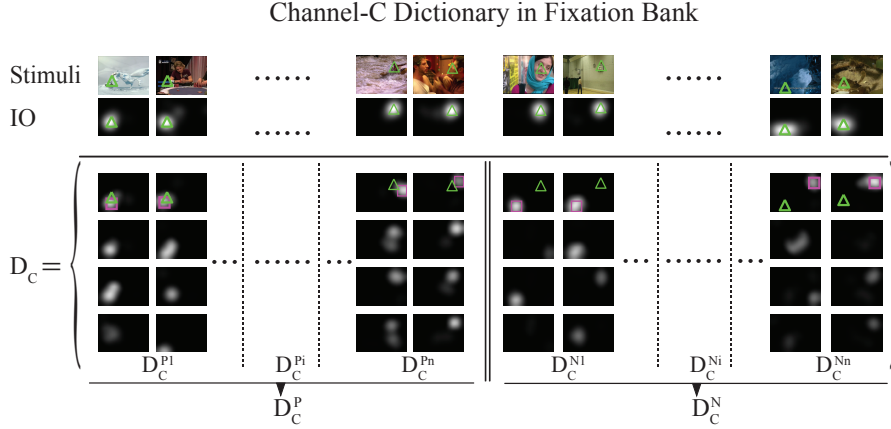 Channel-C Dictionary in Fixation Bank
Stimuli
......
......
IO
......
......
D_C =
... ...... ...
... ...... ...
D_C^P1 D_C^Pi D_C^Pn D_C^N1 D_C^Ni D_C^Nn
D_C^P D_C^N